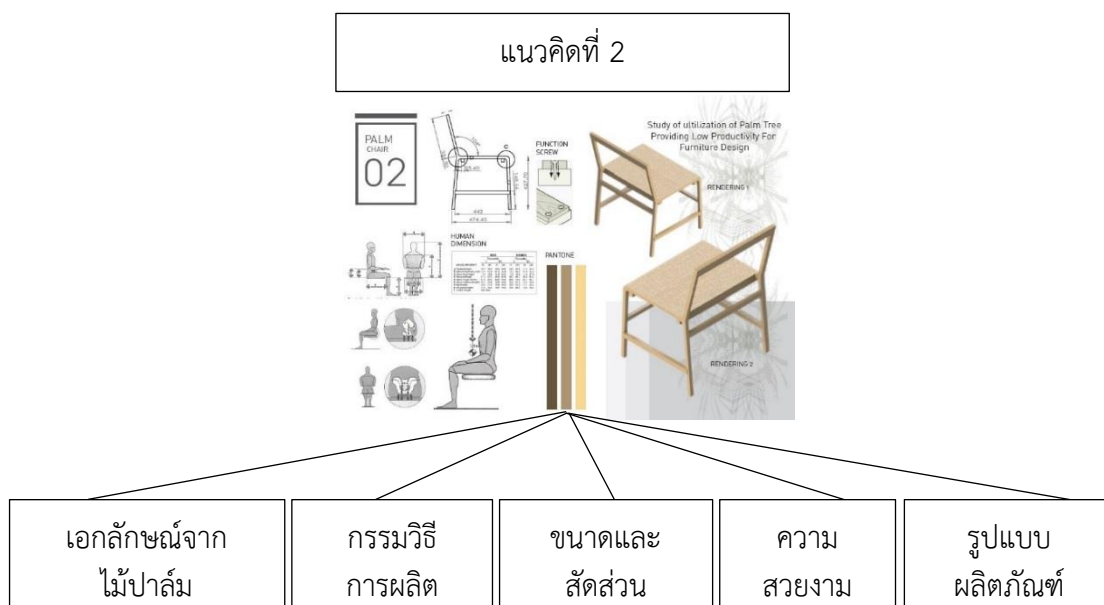 แนวคิดที่ 2
PALM
CHAIR
02
FUNCTION
SCREW
Study of ultilization of Palm Tree
Providing Low Productivity For
Furniture Design
RENDERING 1
HUMAN
DIMENSION
PANTONE
RENDERING 2
เอกลักษณ์จาก
ไม้ปาล์ม
กรรมวิธี
การผลิต
ขนาดและ
สัดส่วน
ความ
สวยงาม
รูปแบบ
ผลิตภัณฑ์